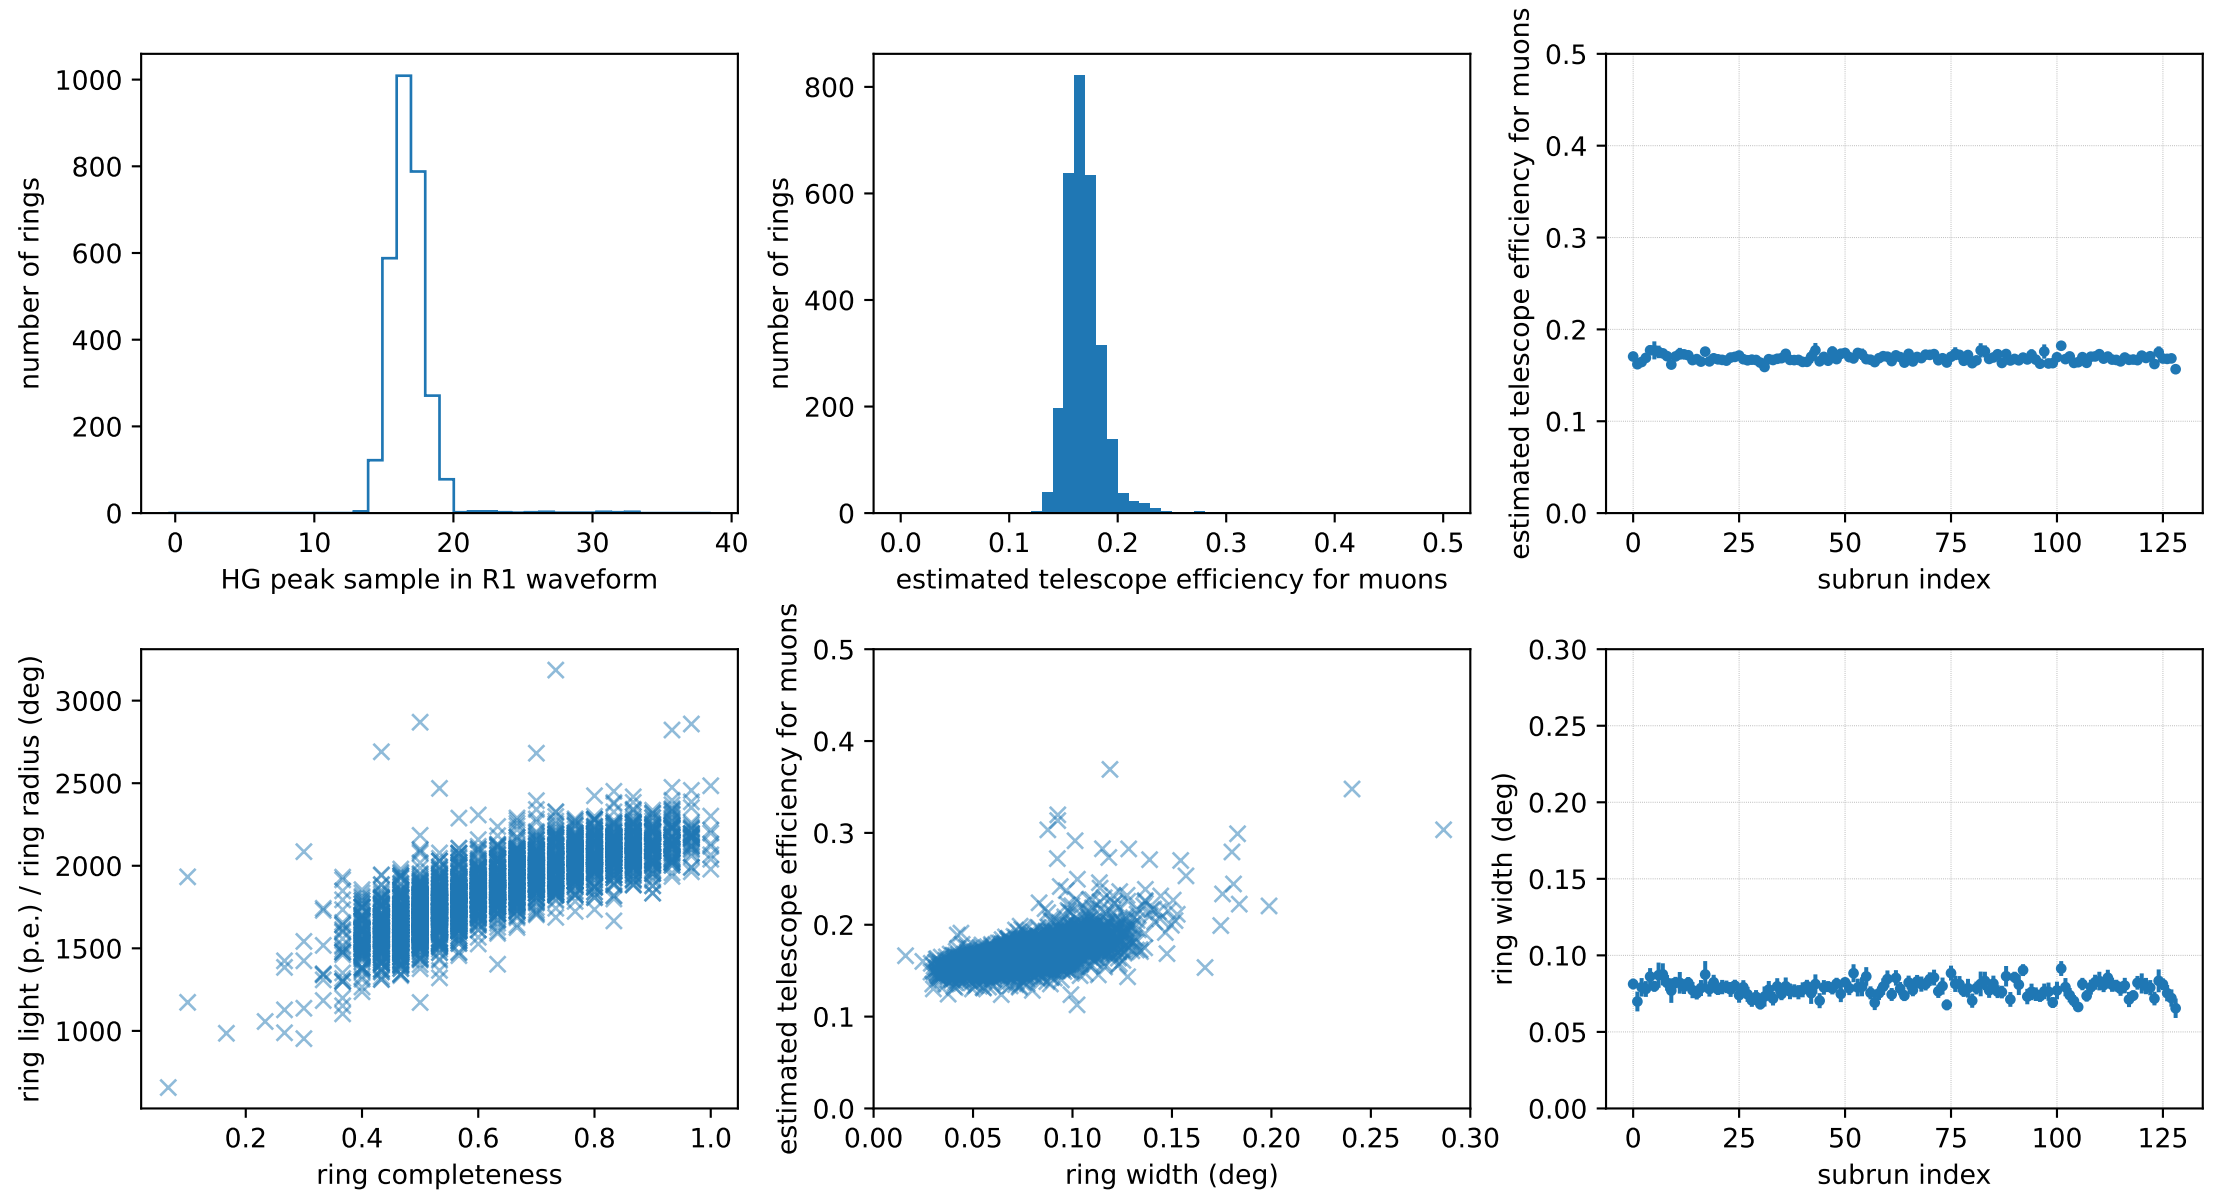 number of rings
1000
800
600
400
200
0
0 10 20 30 40
HG peak sample in R1 waveform
number of rings
800
600
400
200
0
0.0 0.1 0.2 0.3 0.4 0.5
estimated telescope efficiency for muons
estimated telescope efficiency for muons
0.5
0.4
0.3
0.2
0.1
0.0
0 25 50 75 100 125
subrun index
ring light (p.e.) / ring radius (deg)
3000
2500
2000
1500
1000
0.2 0.4 0.6 0.8 1.0
ring completeness
estimated telescope efficiency for muons
0.5
0.4
0.3
0.2
0.1
0.0
0.00 0.05 0.10 0.15 0.20 0.25 0.30
ring width (deg)
ring width (deg)
0.30
0.25
0.20
0.15
0.10
0.05
0.00
0 25 50 75 100 125
subrun index